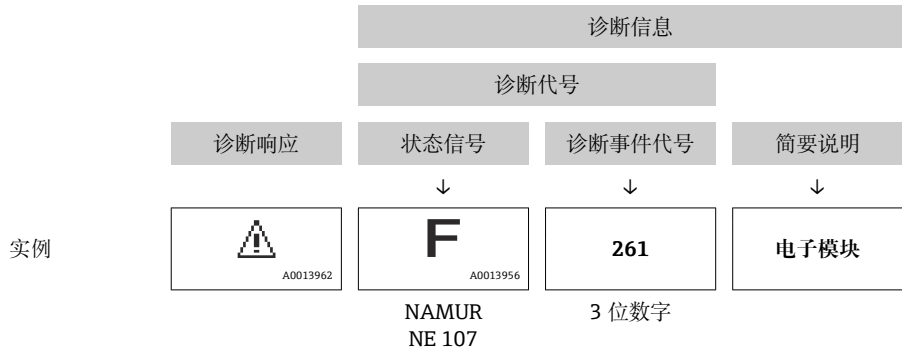 诊断信息
诊断代号
诊断响应 状态信号 诊断事件代号 简要说明
↓ ↓ ↓
实例 F 261 电子模块
A0013962 A0013956
NAMUR 3 位数字
NE 107